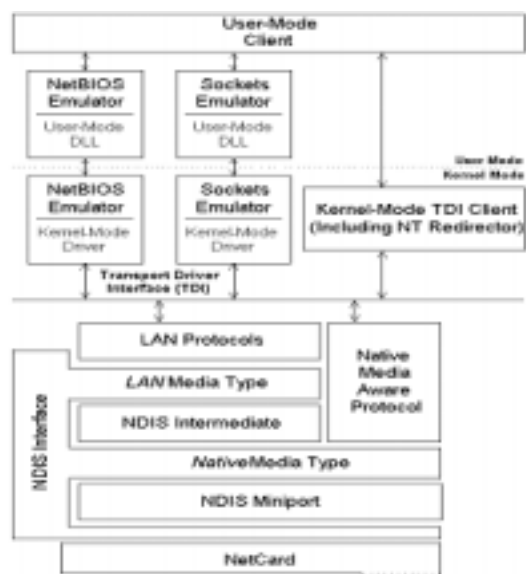 User-Mode
Client
NetBIOS
Emulator
User-Mode
DLL
Sockets
Emulator
User-Mode
DLL
User Mode
Kernel Mode
NetBIOS
Emulator
Kernel-Mode
Driver
Sockets
Emulator
Kernel-Mode
Driver
Kernel-Mode TDI Client
(Including NT Redirector)
Transport Driver
Interface (TDI)
LAN Protocols
Native
Media
Aware
Protocol
LAN Media Type
NDIS Interface
NDIS Intermediate
Native Media Type
NDIS Miniport
NetCard